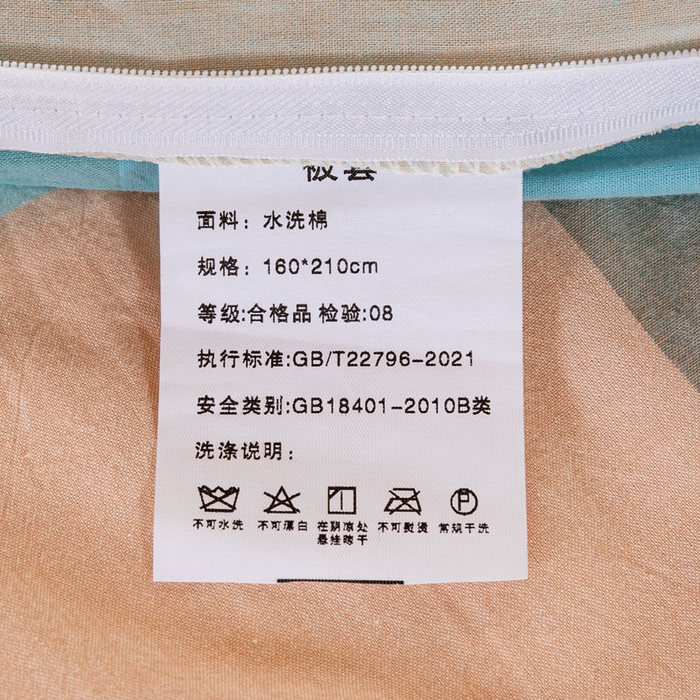 被套
面料：水洗棉
规格：160*210cm
等级:合格品 检验:08
执行标准:GB/T22796-2021
安全类别:GB18401-2010B类
洗涤说明：
不可水洗 不可漂白 在阴凉处悬挂晾干 不可熨烫 常规干洗